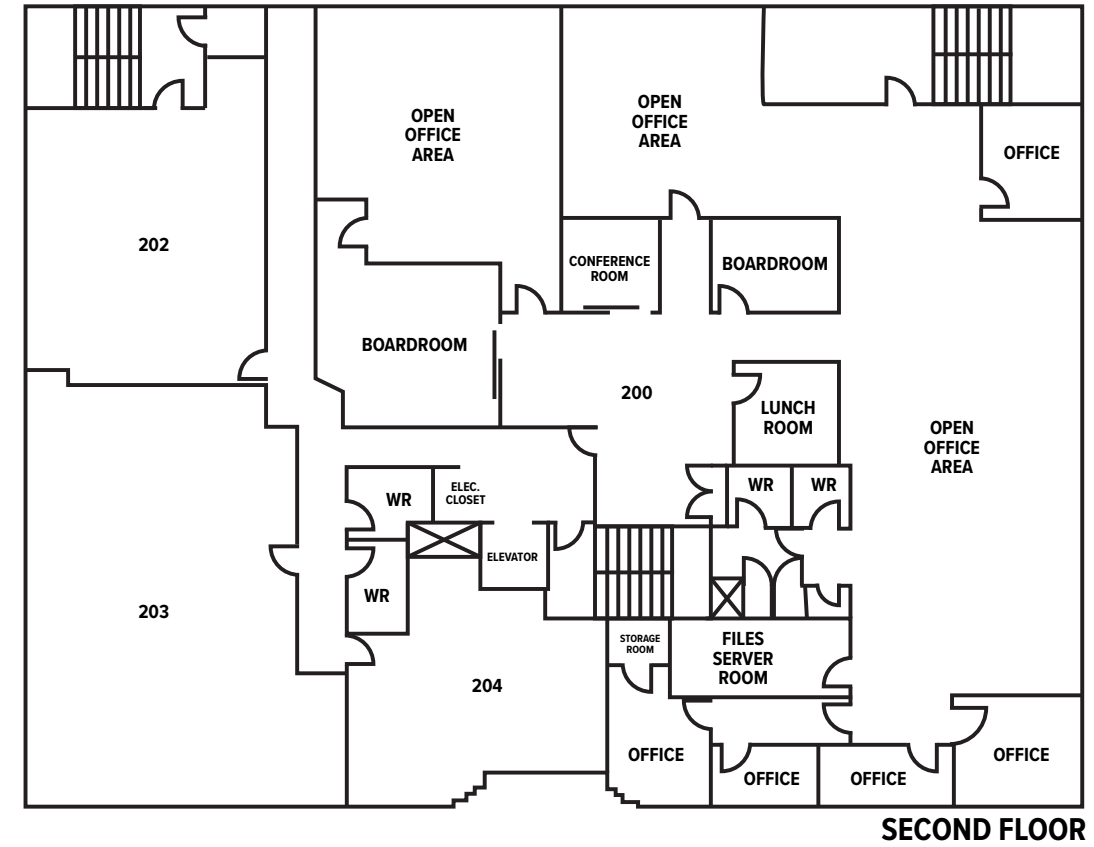 OPEN
OFFICE
AREA
OPEN
OFFICE
AREA
OFFICE
202
CONFERENCE
ROOM
BOARDROOM
BOARDROOM
200
LUNCH
ROOM
OPEN
OFFICE
AREA
WR
ELEC.
CLOSET
WR
WR
ELEVATOR
WR
203
STORAGE
ROOM
FILES
SERVER
ROOM
204
OFFICE
OFFICE
OFFICE
OFFICE
SECOND FLOOR